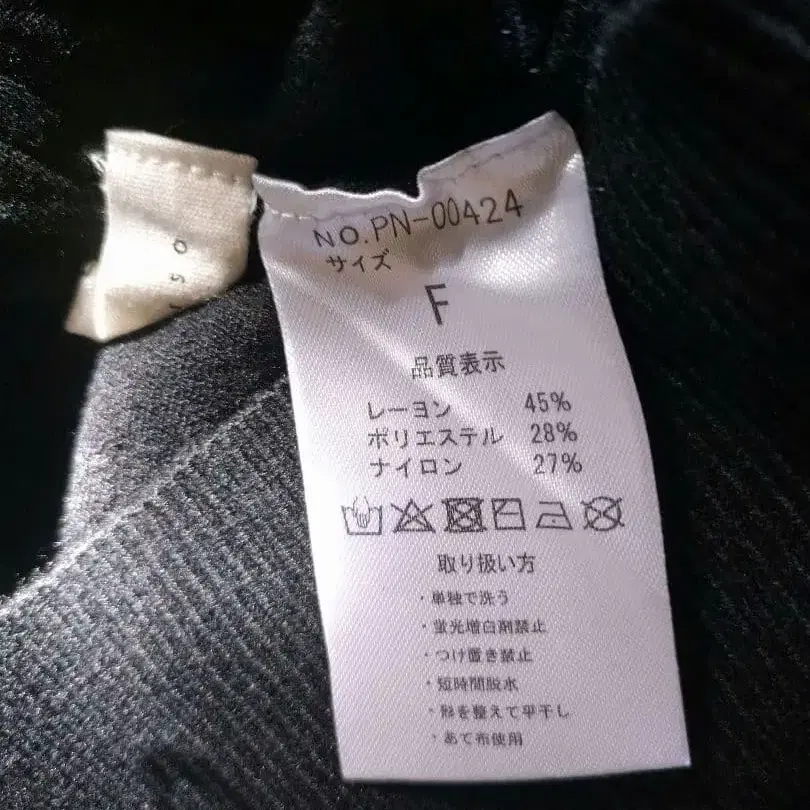 NO.PN-00424
サイズ
F
品質表示
レーヨン 45%
ポリエステル 28%
ナイロン 27%
取り扱い方
・単独で洗う
・蛍光増白剤禁止
・つけ置き禁止
・短時間脱水
・形を整えて平干し
・あて布使用